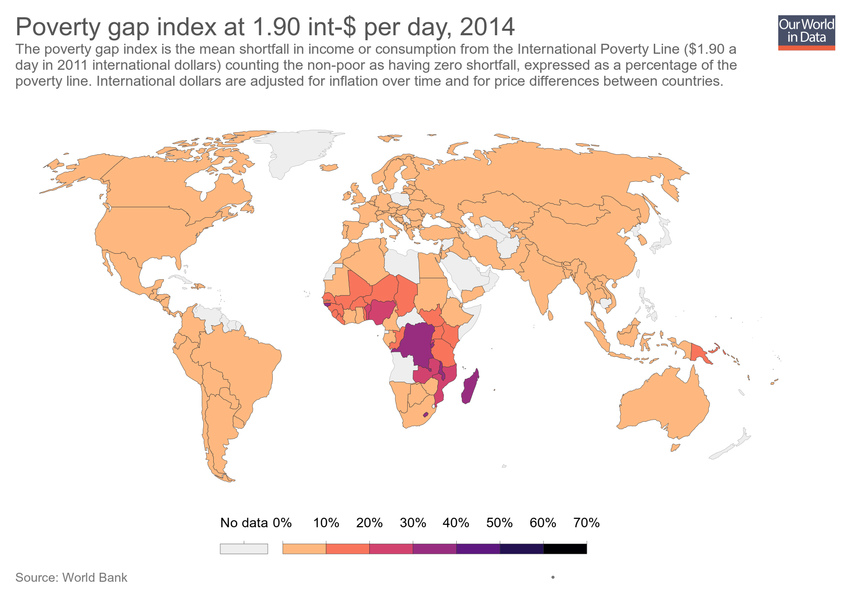 Poverty gap index at 1.90 int-$ per day, 2014
Our World
in Data
The poverty gap index is the mean shortfall in income or consumption from the International Poverty Line ($1.90 a
day in 2011 international dollars) counting the non-poor as having zero shortfall, expressed as a percentage of the
poverty line. International dollars are adjusted for inflation over time and for price differences between countries.
No data 0% 10% 20% 30% 40% 50% 60% 70%
Source: World Bank